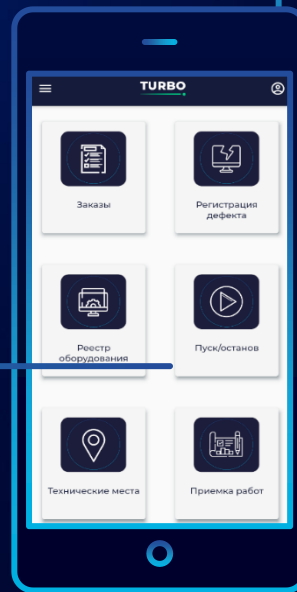 TURBO
Заказы
Регистрация
дефекта
Реестр
оборудования
Пуск/останов
Технические места
Приемка работ